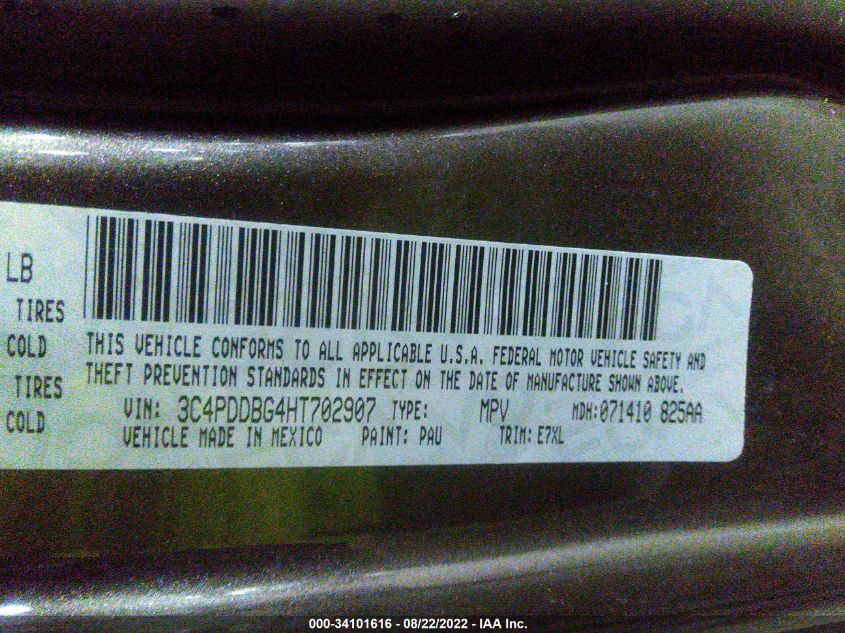 LB
TIRES
COLD
TIRES
COLD
THIS VEHICLE CONFORMS TO ALL APPLICABLE U.S.A. FEDERAL MOTOR VEHICLE SAFETY AND
THEFT PREVENTION STANDARDS IN EFFECT ON THE DATE OF MANUFACTURE SHOWN ABOVE.
VIN: 3C4PDDBG4HT702907 TYPE: MPV MDH:071410 825AA
VEHICLE MADE IN MEXICO PAINT: PAU TRIM: E7XL
000-34101616 - 08/22/2022 - IAA Inc.